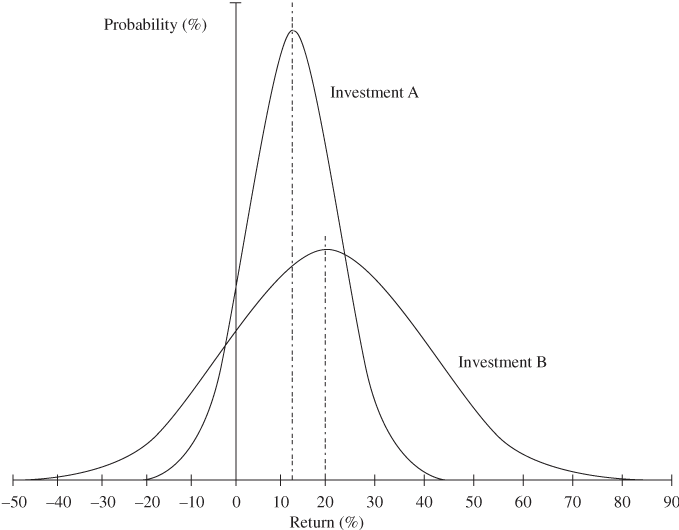 Probability (%)
Investment A
Investment B
–50 –40 –30 –20 –10 0 10 20 30 40 50 60 70 80 90
Return (%)